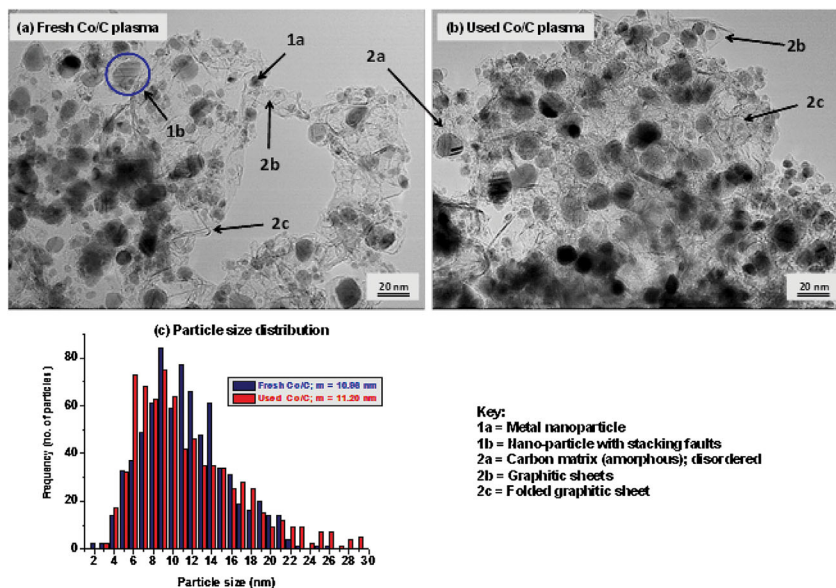 (a) Fresh Co/C plasma
1a
1b
2b
2c
20 nm
(b) Used Co/C plasma
2a
2b
2c
20 nm
(c) Particle size distribution
Frequency (no. of particles)
80
60
40
20
0
Fresh Co/C; m = 10.96 nm
Used Co/C; m = 11.20 nm
2 4 6 8 10 12 14 16 18 20 22 24 26 29 30
Particle size (nm)
Key:
1a = Metal nanoparticle
1b = Nano-particle with stacking faults
2a = Carbon matrix (amorphous); disordered
2b = Graphitic sheets
2c = Folded graphitic sheet